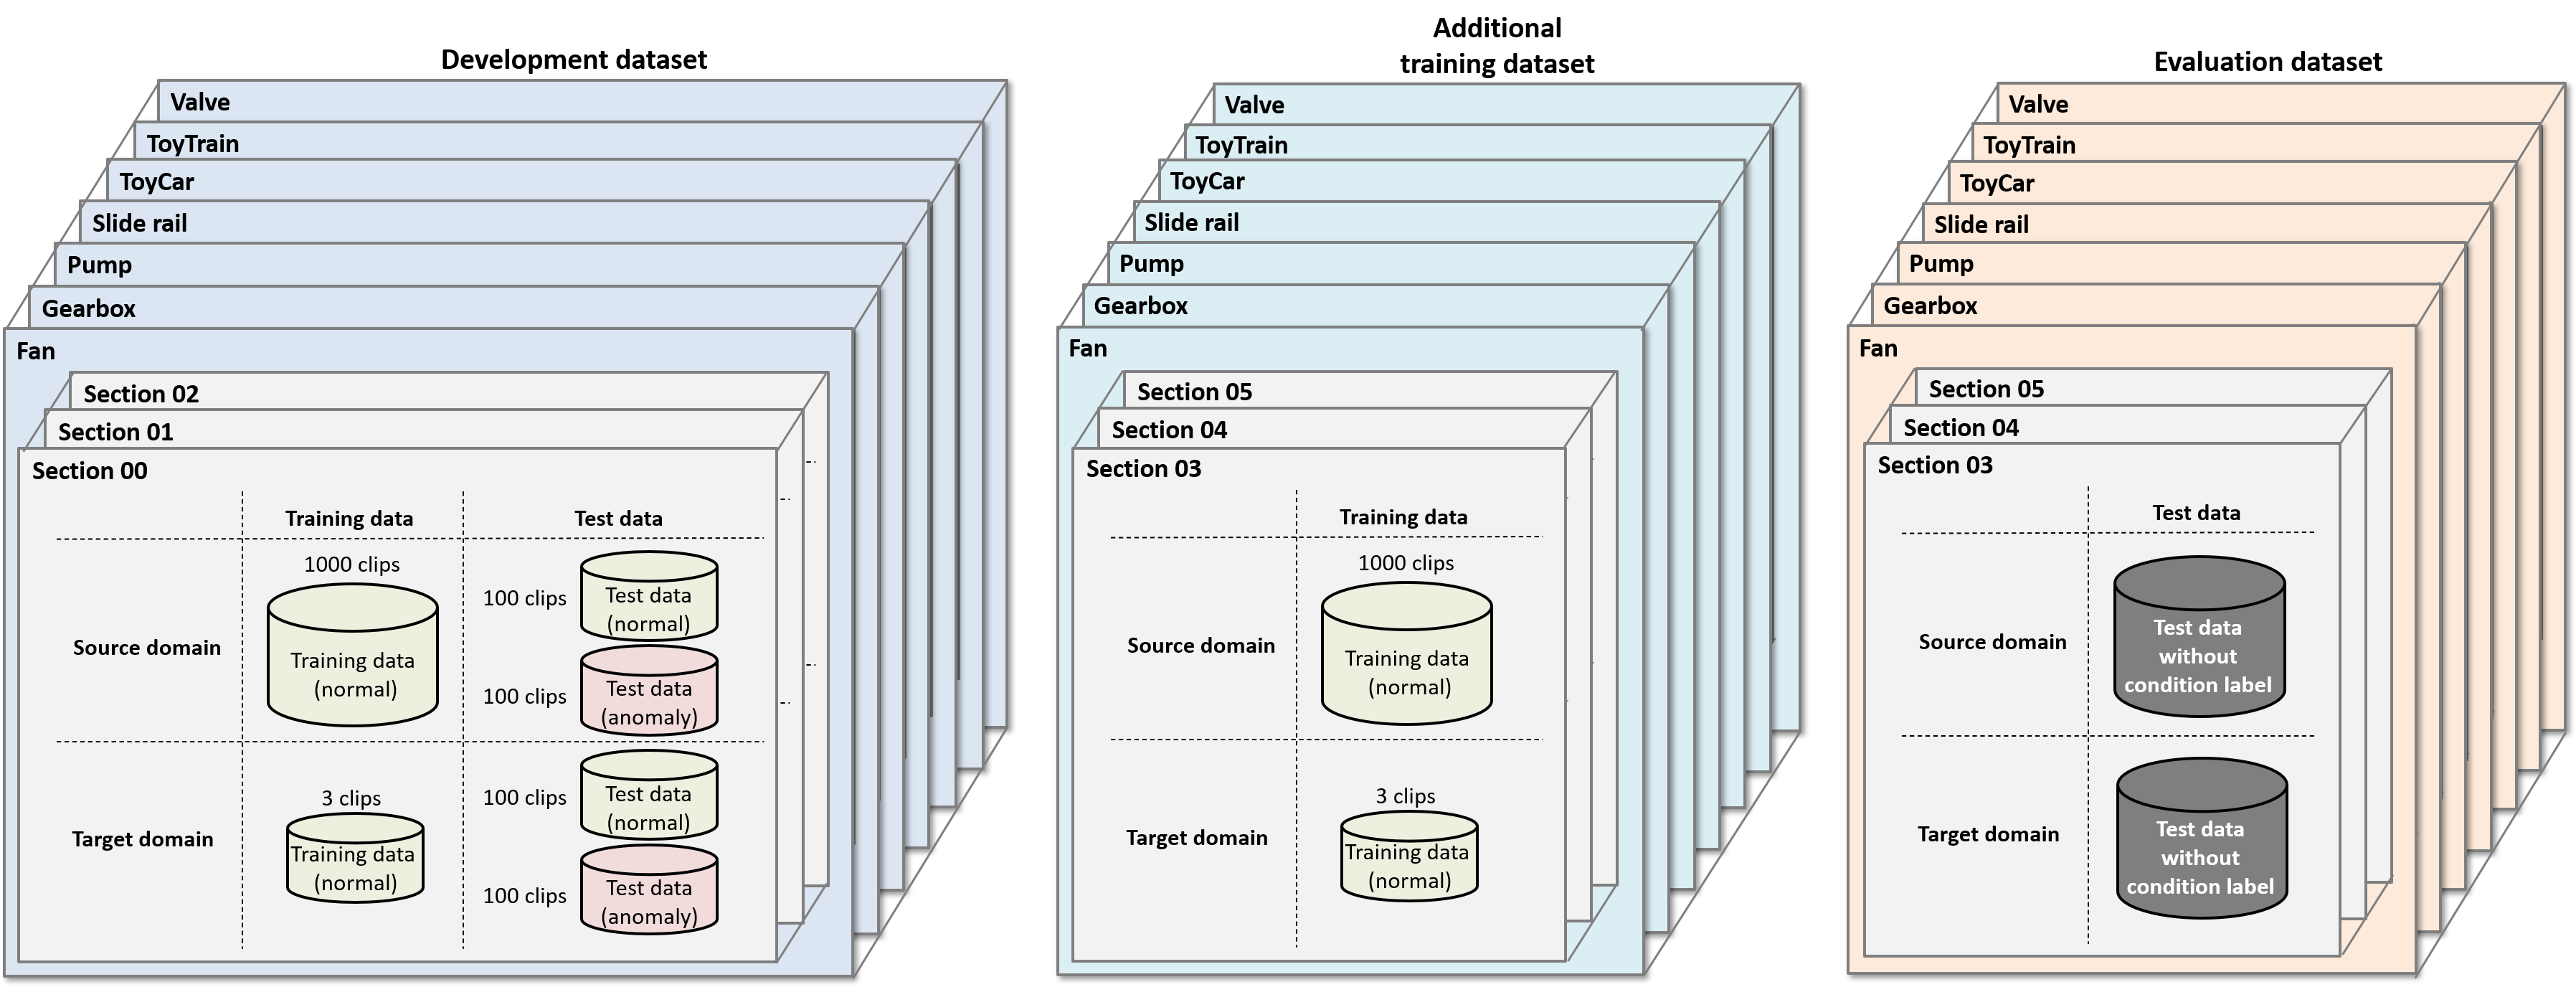 Development dataset
Valve
ToyTrain
ToyCar
Slide rail
Pump
Gearbox
Fan
Section 02
Section 01
Section 00
Training data
Test data
Source domain
1000 clips
Training data
(normal)
100 clips
Test data
(normal)
100 clips
Test data
(anomaly)
Target domain
3 clips
Training data
(normal)
100 clips
Test data
(normal)
100 clips
Test data
(anomaly)
Additional
training dataset
Valve
ToyTrain
ToyCar
Slide rail
Pump
Gearbox
Fan
Section 05
Section 04
Section 03
Training data
Source domain
1000 clips
Training data
(normal)
Target domain
3 clips
Training data
(normal)
Evaluation dataset
Valve
ToyTrain
ToyCar
Slide rail
Pump
Gearbox
Fan
Section 05
Section 04
Section 03
Test data
Source domain
Test data
without
condition label
Target domain
Test data
without
condition label